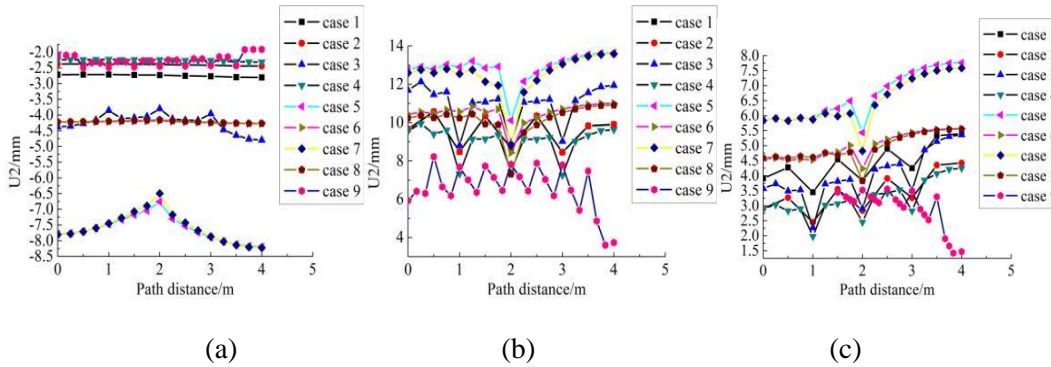 U2/mm
-2.0
-2.5
-3.0
-3.5
-4.0
-4.5
-5.0
-5.5
-6.0
-6.5
-7.0
-7.5
-8.0
-8.5
0 1 2 3 4 5
Path distance/m
case 1
case 2
case 3
case 4
case 5
case 6
case 7
case 8
case 9
(a)
U2/mm
14
12
10
8
6
4
0 1 2 3 4 5
Path distance/m
case 1
case 2
case 3
case 4
case 5
case 6
case 7
case 8
case 9
(b)
U2/mm
8.0
7.5
7.0
6.5
6.0
5.5
5.0
4.5
4.0
3.5
3.0
2.5
2.0
1.5
0 1 2 3 4 5
Path distance/m
case
case
case
case
case
case
case
case
case
(c)